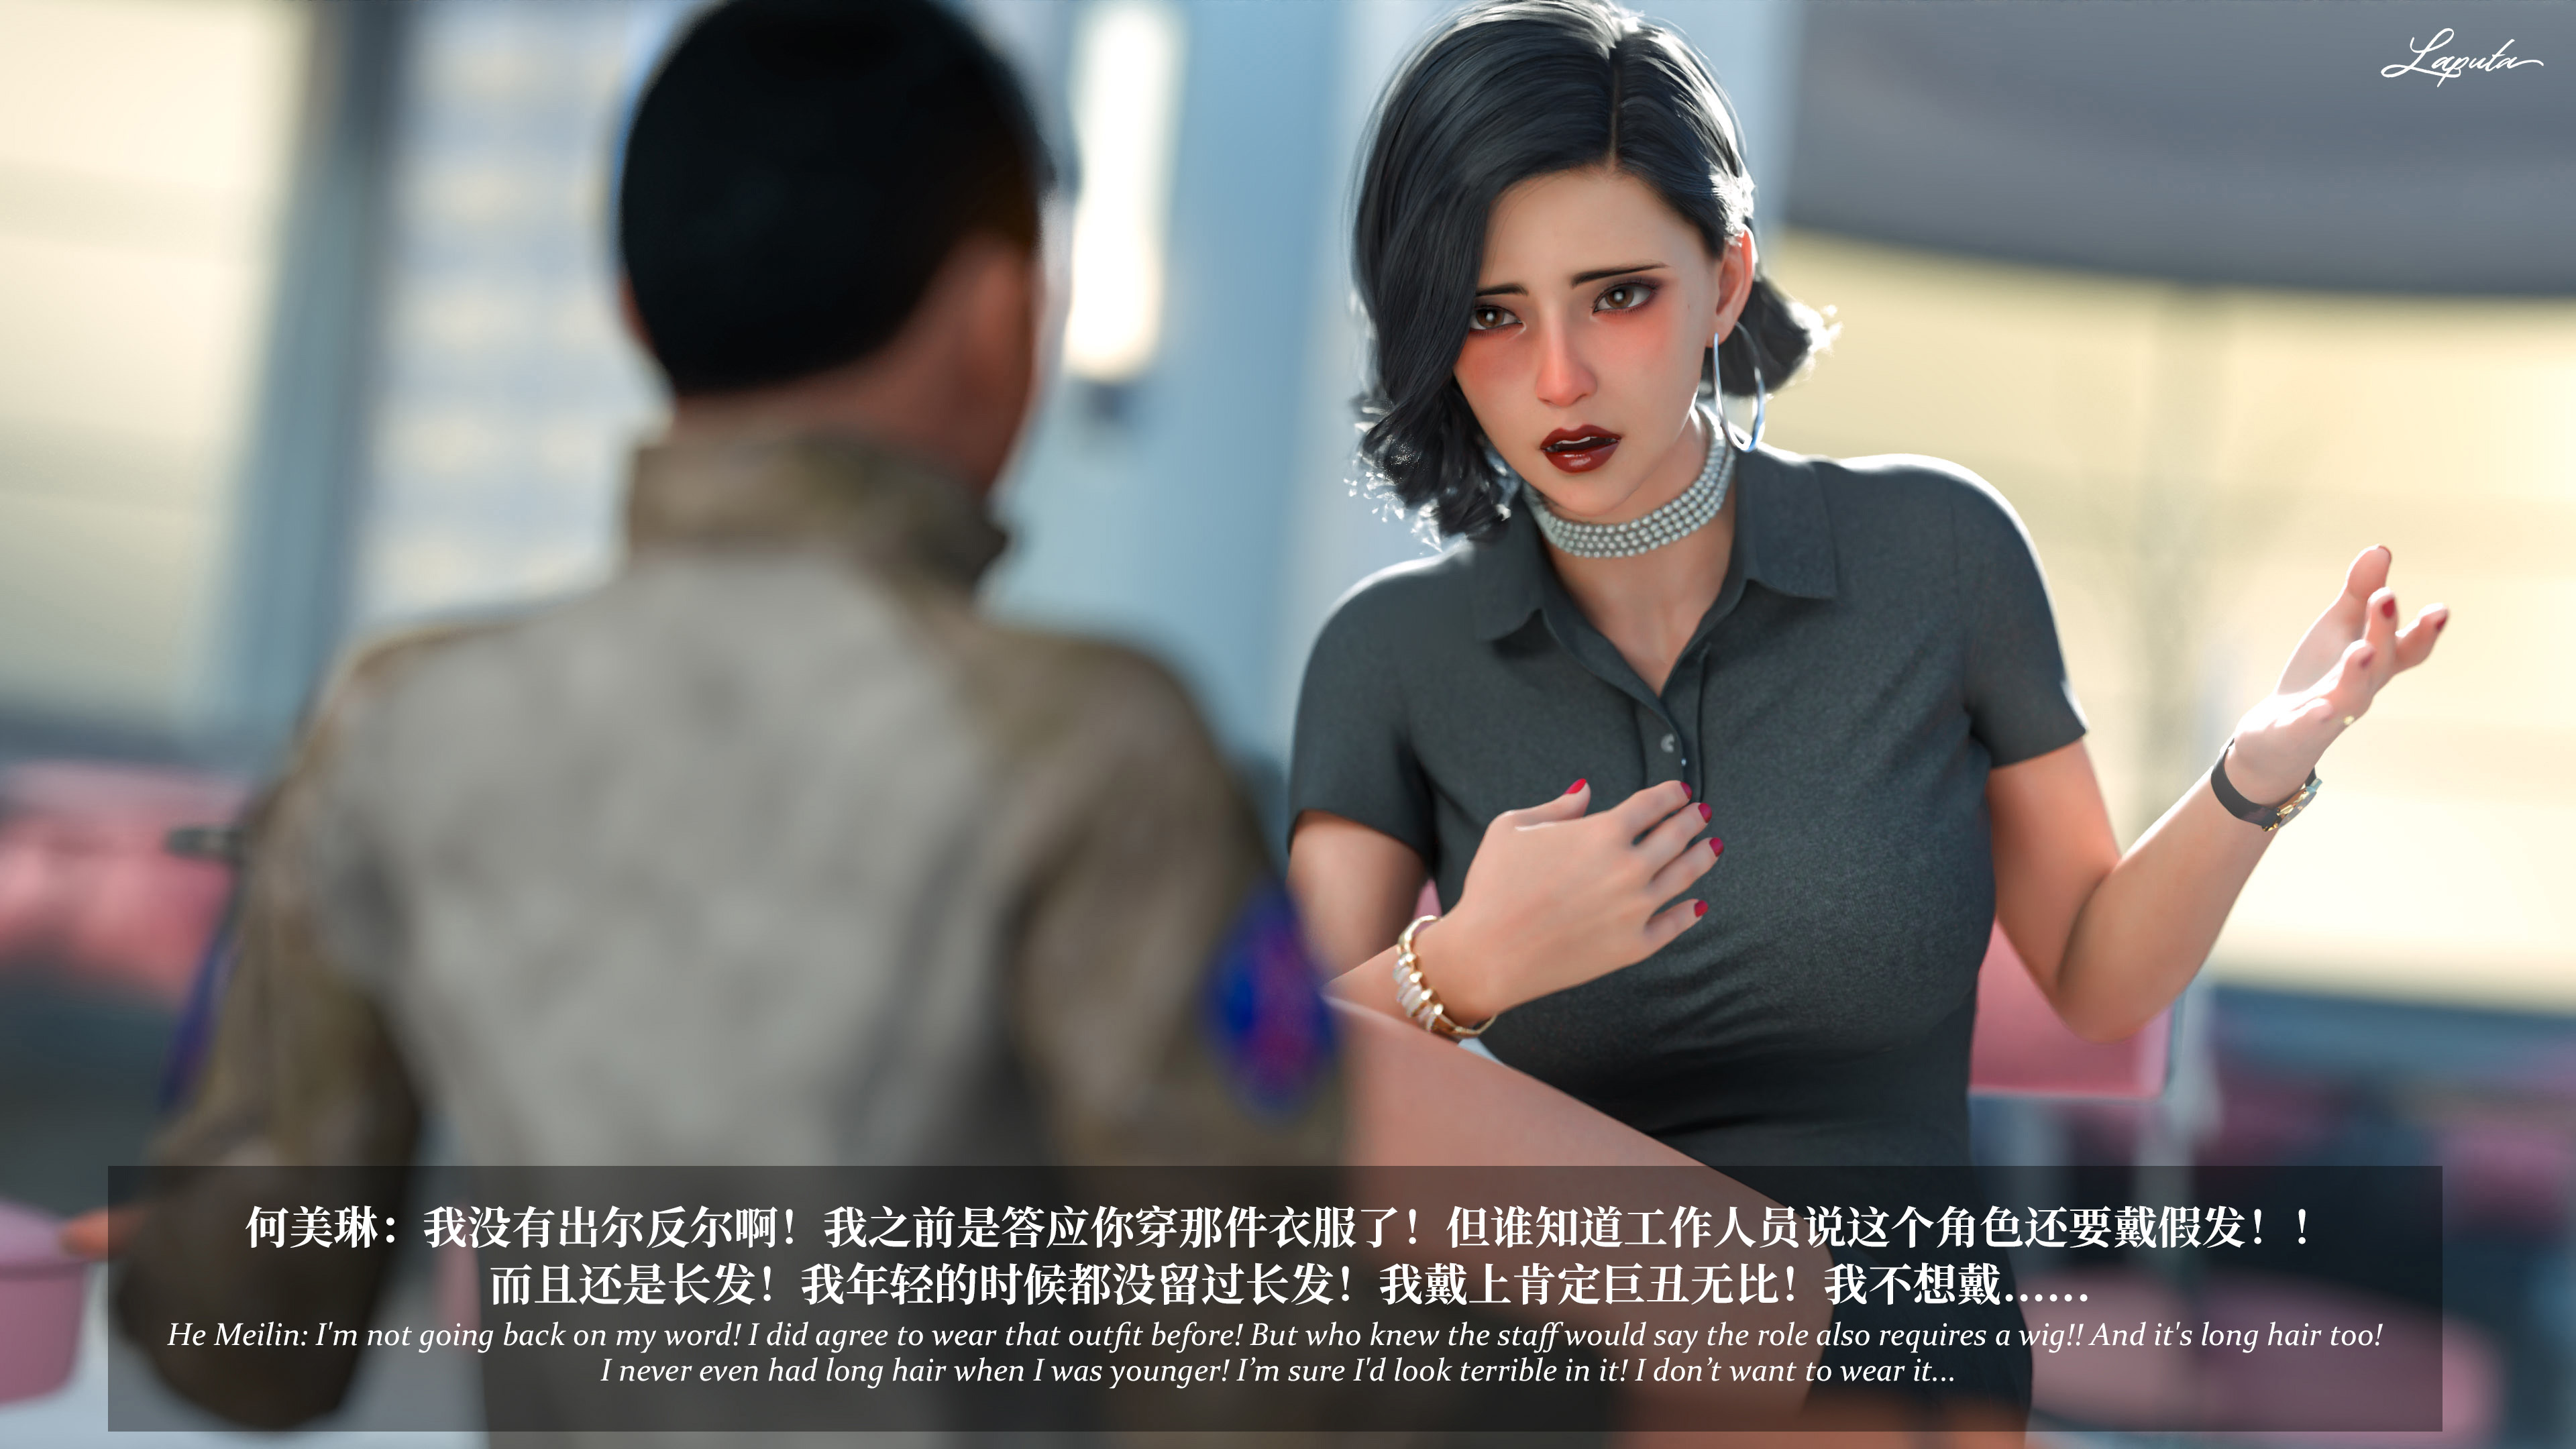 Laputa
何美琳：我没有出尔反尔啊！我之前是答应你穿那件衣服了！但谁知道工作人员说这个角色还要戴假发！！
而且还是长发！我年轻的时候都没留过长发！我戴上肯定巨丑无比！我不想戴……
He Meilin: I'm not going back on my word! I did agree to wear that outfit before! But who knew the staff would say the role also requires a wig!! And it's long hair too!
I never even had long hair when I was younger! I’m sure I'd look terrible in it! I don’t want to wear it...